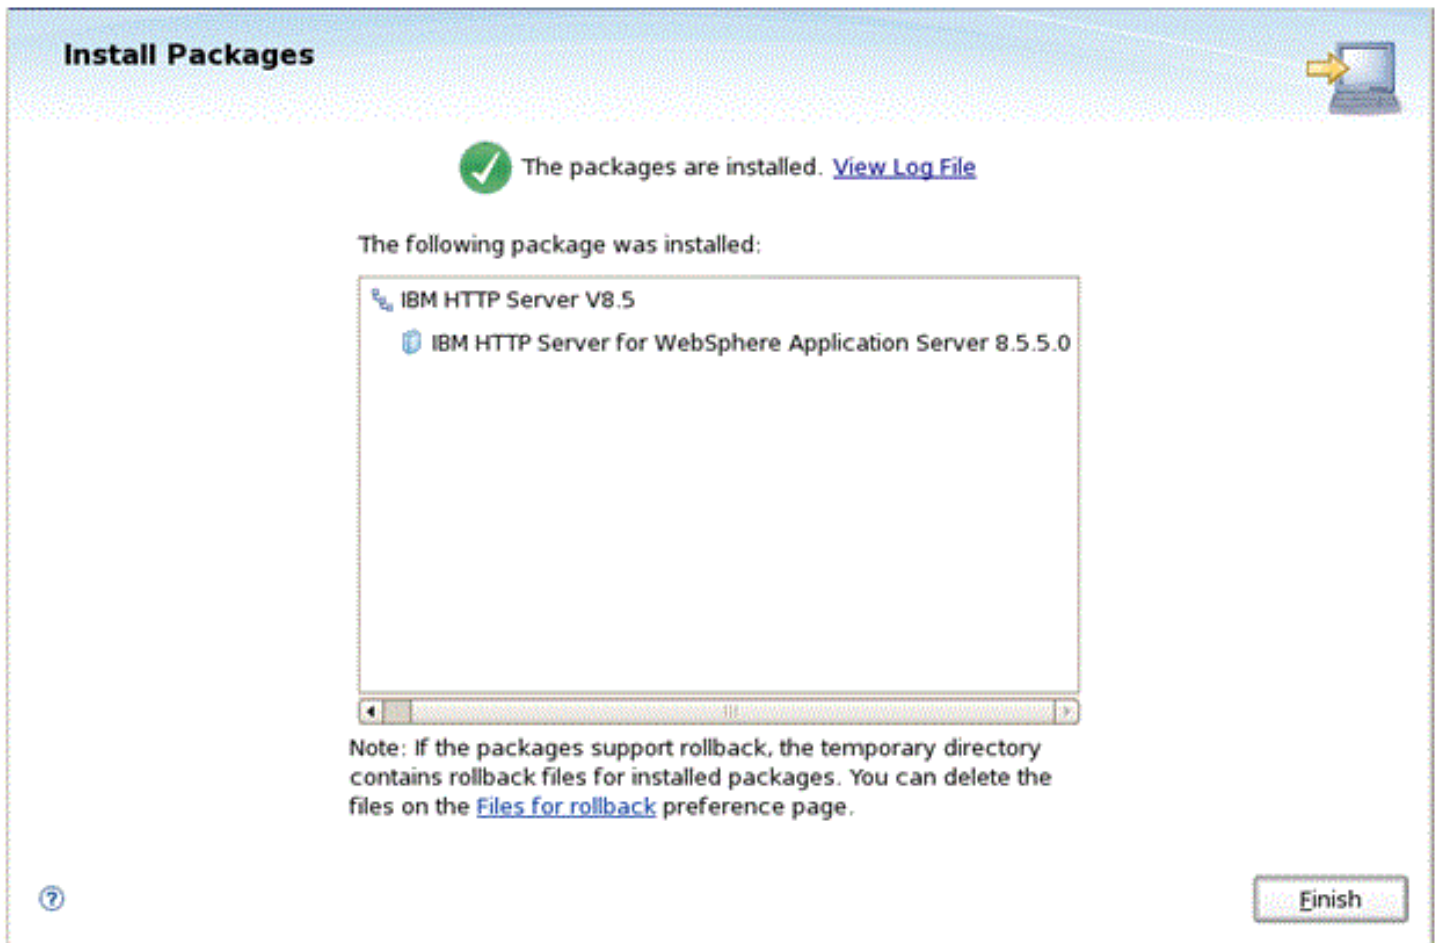 Install Packages
The packages are installed. View Log File
The following package was installed:
IBM HTTP Server V8.5
IBM HTTP Server for WebSphere Application Server 8.5.5.0
Note: If the packages support rollback, the temporary directory
contains rollback files for installed packages. You can delete the
files on the Files for rollback preference page.
?
Finish